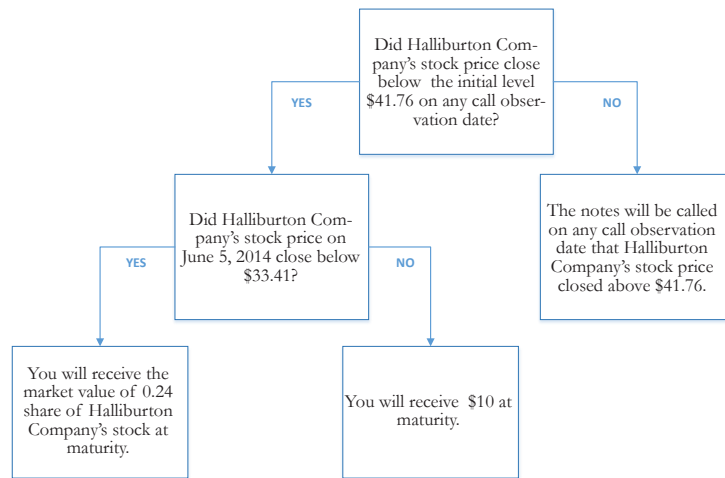 Did Halliburton Com-
pany's stock price close
below the initial level
$41.76 on any call obser-
vation date?
YES
NO
Did Halliburton Com-
pany's stock price on
June 5, 2014 close below
$33.41?
The notes will be called
on any call observation
date that Halliburton
Company's stock price
closed above $41.76.
YES
NO
You will receive the
market value of 0.24
share of Halliburton
Company's stock at
maturity.
You will receive $10 at
maturity.